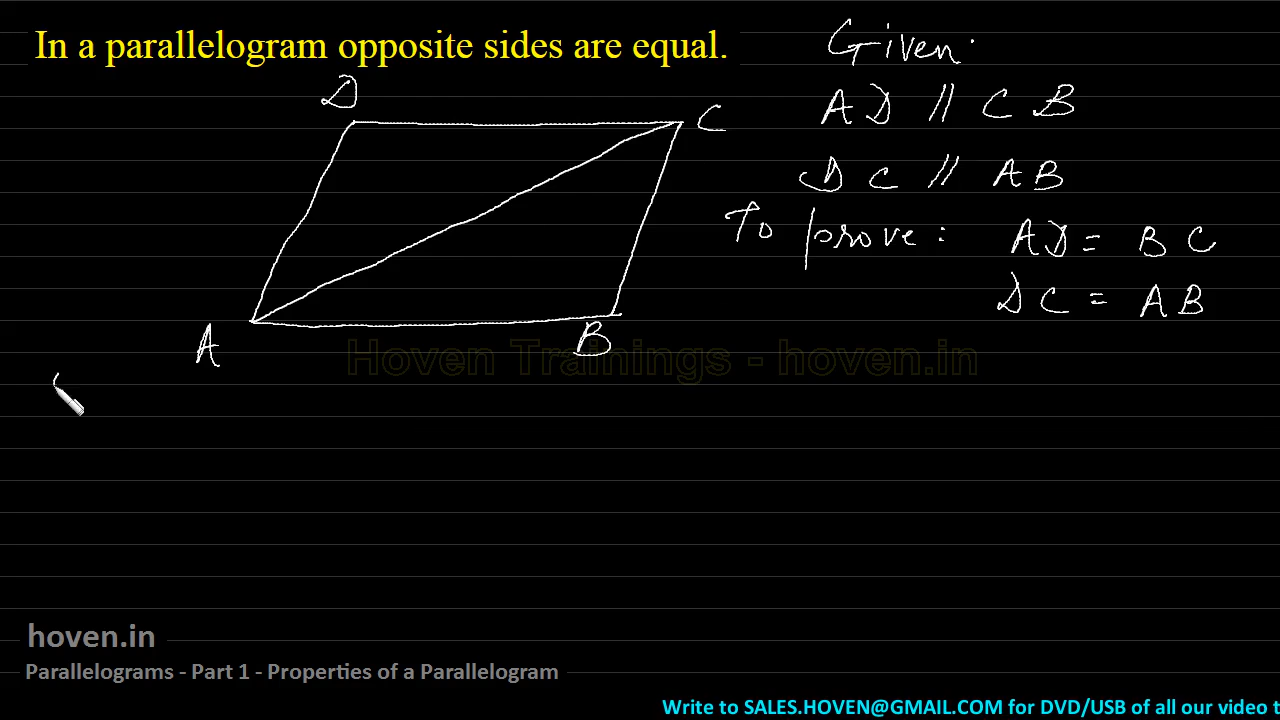 In a parallelogram opposite sides are equal.
Given:
AD // CB
DC // AB
To prove: AD = BC
DC = AB
D
C
A
B
Hoven Trainings - hoven.in
hoven.in
Parallelograms - Part 1 - Properties of a Parallelogram
Write to SALES.HOVEN@GMAIL.COM for DVD/USB of all our video t